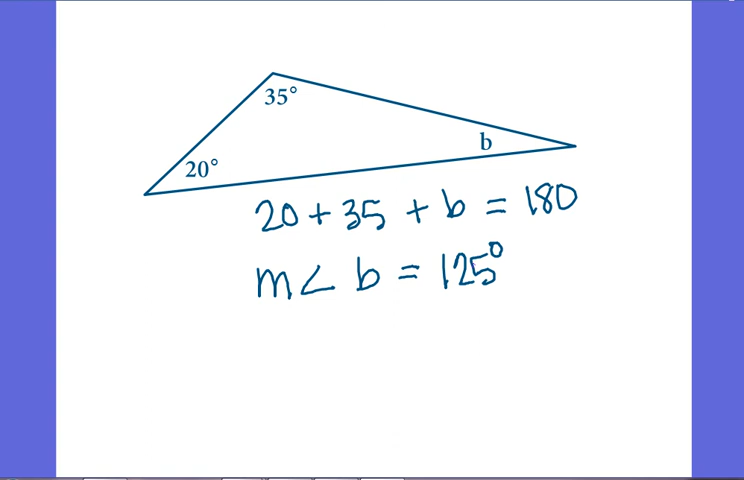 35°
b
20°
20 + 35 + b = 180
m∠ b = 125°